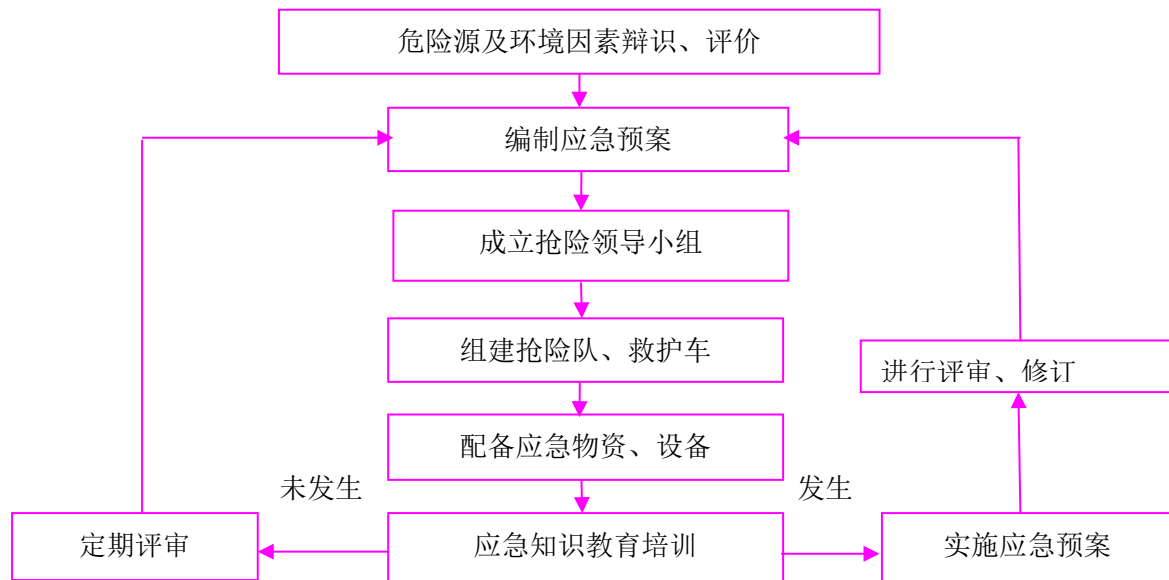 危险源及环境因素辩识、评价
编制应急预案
成立抢险领导小组
组建抢险队、救护车
进行评审、修订
配备应急物资、设备
未发生
发生
定期评审
应急知识教育培训
实施应急预案